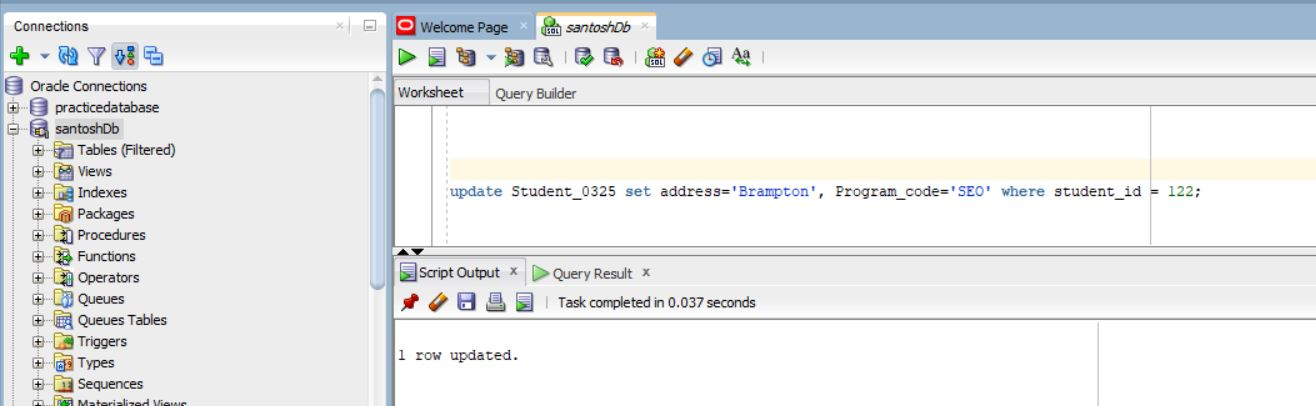 Connections
Oracle Connections
practicedatabase
santoshDb
Tables (Filtered)
Views
Indexes
Packages
Procedures
Functions
Operators
Queues
Queues Tables
Triggers
Types
Sequences
Materialized Views
Welcome Page
santoshDb
Worksheet
Query Builder
update Student_0325 set address='Brampton', Program_code='SEO' where student_id = 122;
Script Output
Query Result
Task completed in 0.037 seconds
1 row updated.